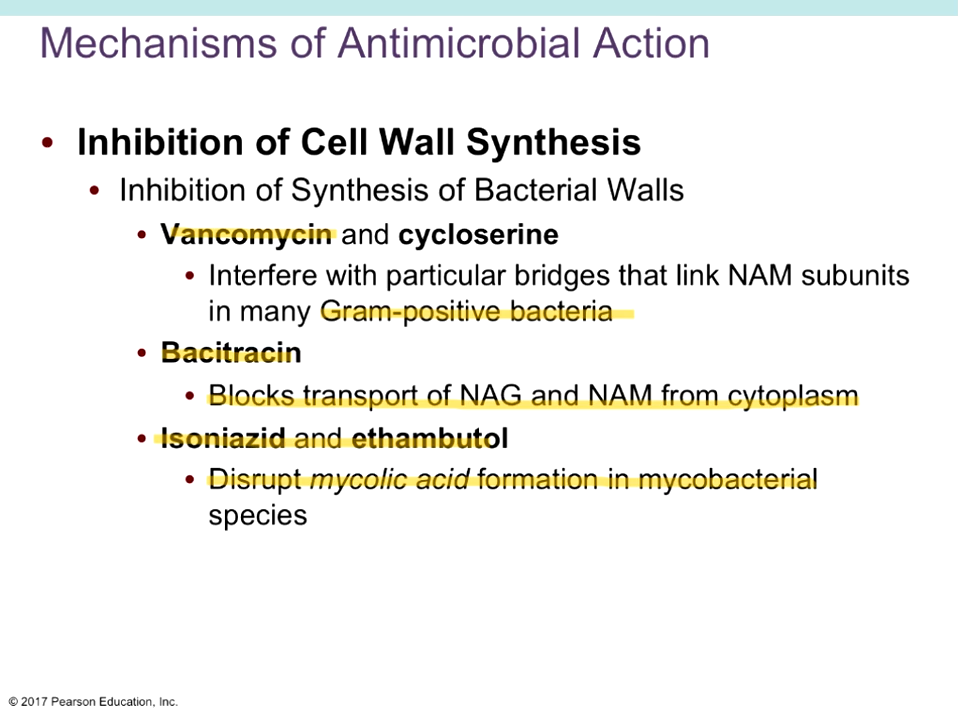 Mechanisms of Antimicrobial Action
• Inhibition of Cell Wall Synthesis
• Inhibition of Synthesis of Bacterial Walls
• Vancomycin and cycloserine
• Interfere with particular bridges that link NAM subunits
in many Gram-positive bacteria
• Bacitracin
• Blocks transport of NAG and NAM from cytoplasm
• Isoniazid and ethambutol
• Disrupt mycolic acid formation in mycobacterial
species
© 2017 Pearson Education, Inc.